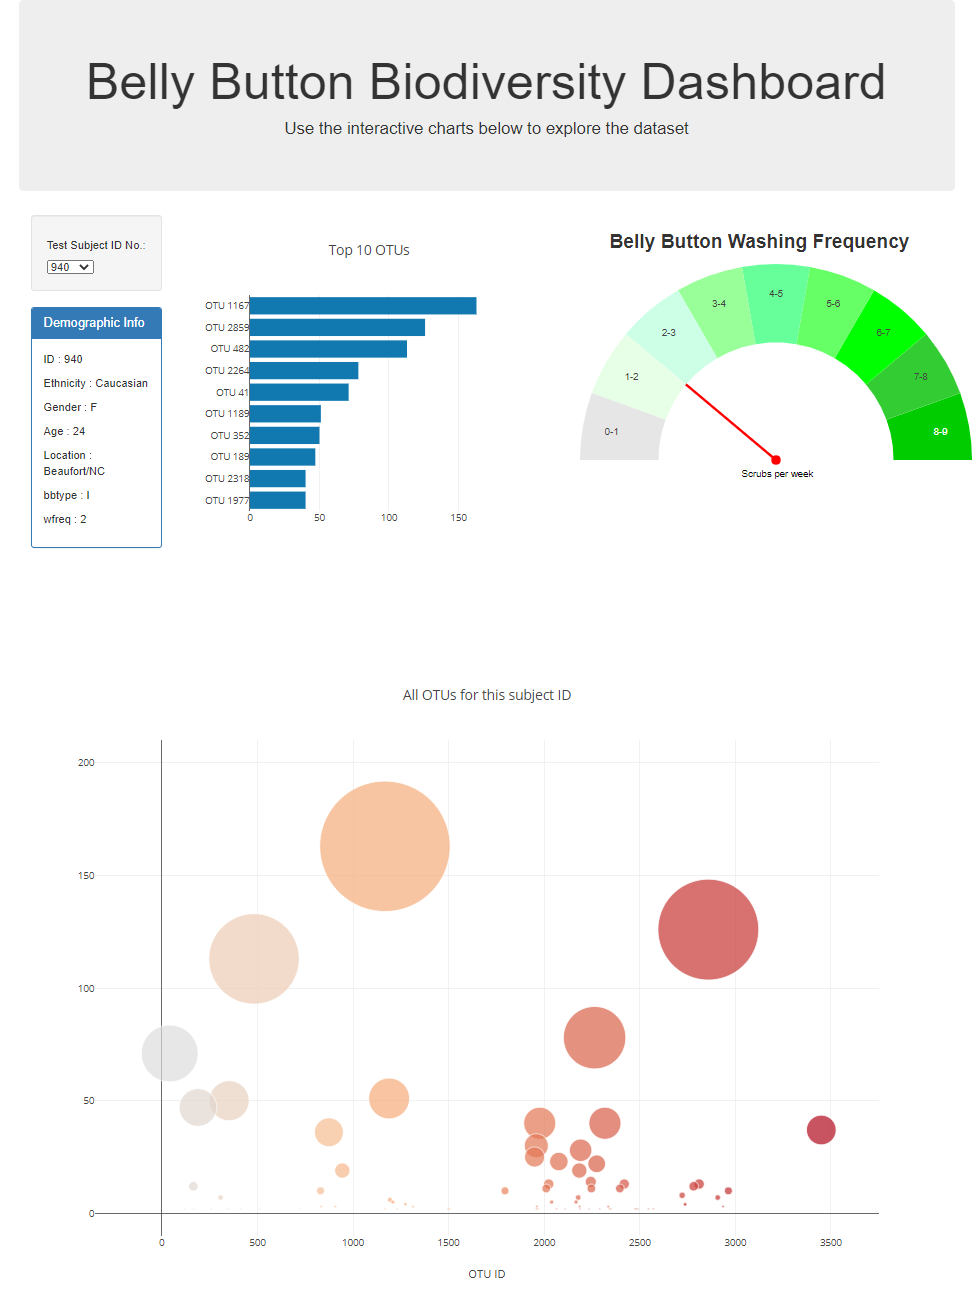 Belly Button Biodiversity Dashboard
Use the interactive charts below to explore the dataset
Test Subject ID No.:
940
Demographic Info
ID : 940
Ethnicity : Caucasian
Gender : F
Age : 24
Location :
Beaufort/NC
bbtype : I
wfreq : 2
Top 10 OTUs
OTU 1167
OTU 2859
OTU 482
OTU 2264
OTU 41
OTU 1189
OTU 352
OTU 189
OTU 2318
OTU 1977
0
50
100
150
Belly Button Washing Frequency
0-1
1-2
2-3
3-4
4-5
5-6
6-7
7-8
8-9
Scrubs per week
All OTUs for this subject ID
200
150
100
50
0
0
500
1000
1500
2000
2500
3000
3500
OTU ID